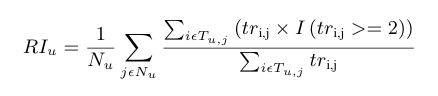 RI_u = \frac{1}{N_u} \sum_{j \epsilon N_u} \frac{\sum_{i \epsilon T_{u,j}} (tr_{i,j} \times I (tr_{i,j} >= 2))}{\sum_{i \epsilon T_{u,j}} tr_{i,j}}